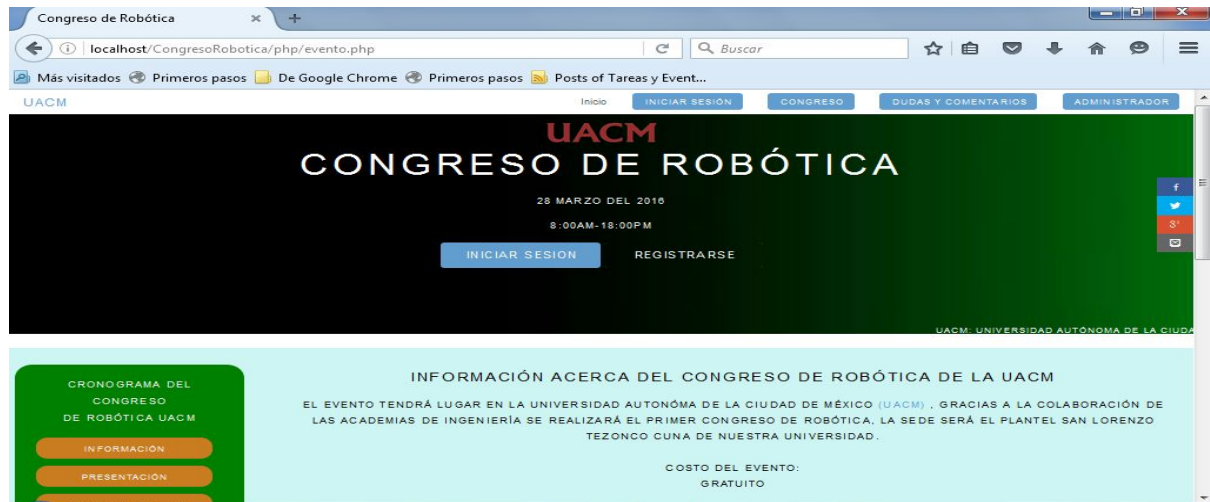 Congreso de Robótica
localhost/CongresoRobotica/php/evento.php
Buscar
Más visitados Primeros pasos De Google Chrome Primeros pasos Posts of Tareas y Event...
UACM Inicio INICIAR SESIÓN CONGRESO DUDAS Y COMENTARIOS ADMINISTRADOR
UACM
CONGRESO DE ROBÓTICA
28 MARZO DEL 2016
8:00AM-18:00PM
INICIAR SESION REGISTRARSE
UACM: UNIVERSIDAD AUTÓNOMA DE LA CIUDA
CRONOGRAMA DEL
CONGRESO
DE ROBÓTICA UACM
INFORMACIÓN
PRESENTACIÓN
INFORMACIÓN ACERCA DEL CONGRESO DE ROBÓTICA DE LA UACM
EL EVENTO TENDRÁ LUGAR EN LA UNIVERSIDAD AUTONÓMA DE LA CIUDAD DE MÉXICO (UACM) , GRACIAS A LA COLABORACIÓN DE
LAS ACADEMIAS DE INGENIERÍA SE REALIZARÁ EL PRIMER CONGRESO DE ROBÓTICA, LA SEDE SERÁ EL PLANTEL SAN LORENZO
TEZONCO CUNA DE NUESTRA UNIVERSIDAD.
COSTO DEL EVENTO:
GRATUITO